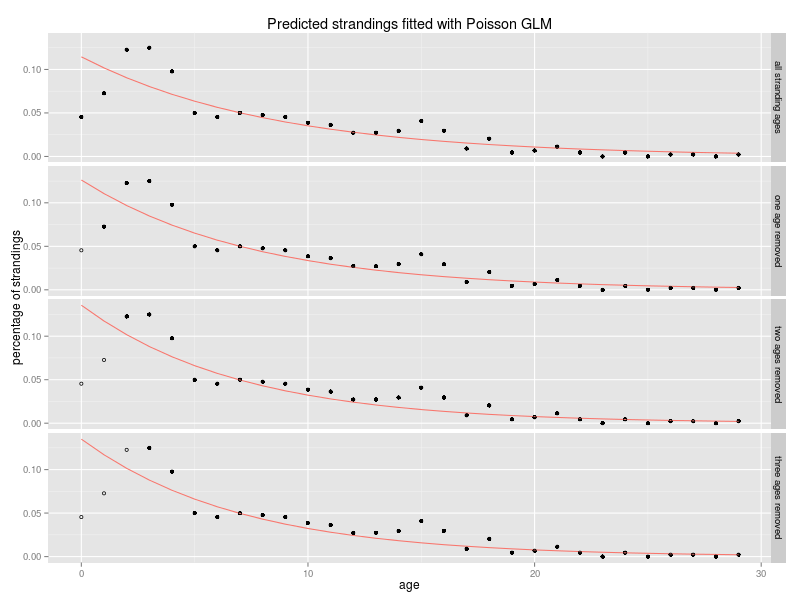 Predicted strandings fitted with Poisson GLM
percentage of strandings
0.10
0.05
0.00
all stranding ages
0.10
0.05
0.00
one age removed
0.10
0.05
0.00
two ages removed
0.10
0.05
0.00
three ages removed
0
10
20
30
age